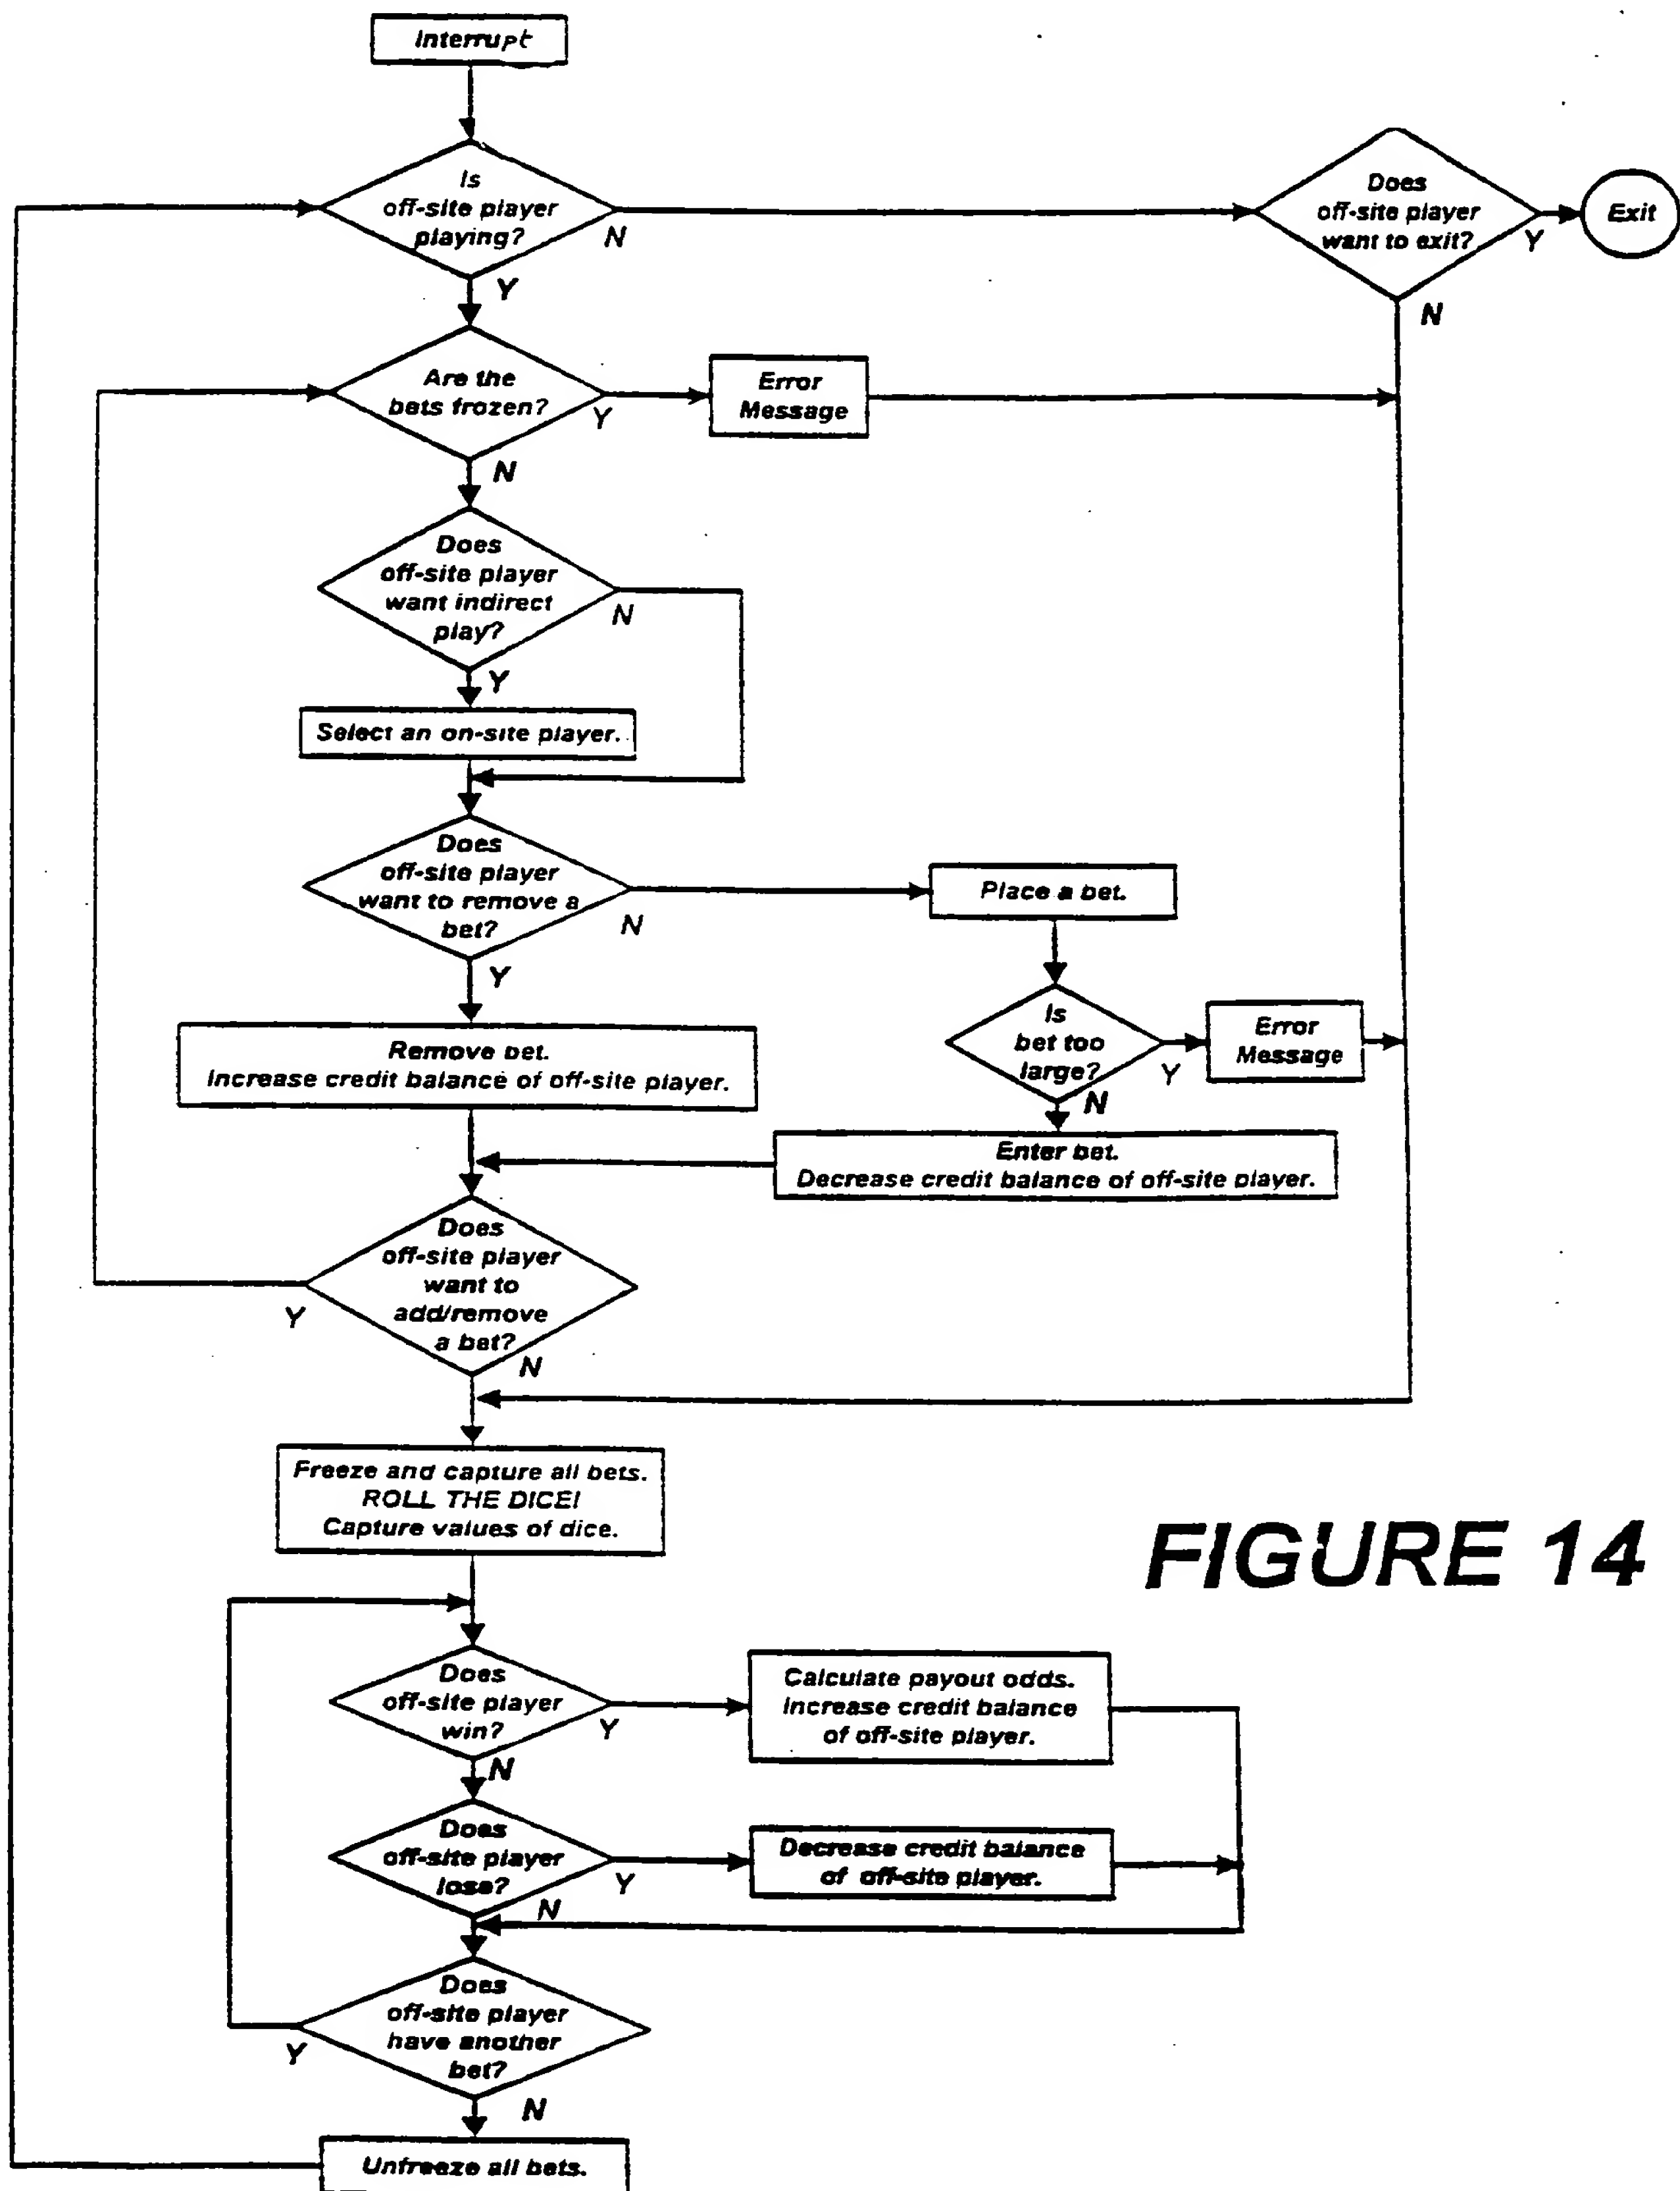 Interrupt
Is
off-site player
playing?
N
Y
Does
off-site player
want to exit?
Y
N
Exit
Are the
bets frozen?
Y
N
Error
Message
Does
off-site player
want indirect
play?
N
Y
Select an on-site player.
Does
off-site player
want to remove a
bet?
N
Y
Place a bet.
Is
bet too
large?
Y
N
Error
Message
Remove bet.
Increase credit balance of off-site player.
Enter bet.
Decrease credit balance of off-site player.
Does
off-site player
want to
add/remove
a bet?
Y
N
Freeze and capture all bets.
ROLL THE DICE!
Capture values of dice.
FIGURE 14
Does
off-site player
win?
Y
N
Calculate payout odds.
Increase credit balance
of off-site player.
Does
off-site player
lose?
Y
N
Decrease credit balance
of off-site player.
Does
off-site player
have another
bet?
Y
N
Unfreeze all bets.